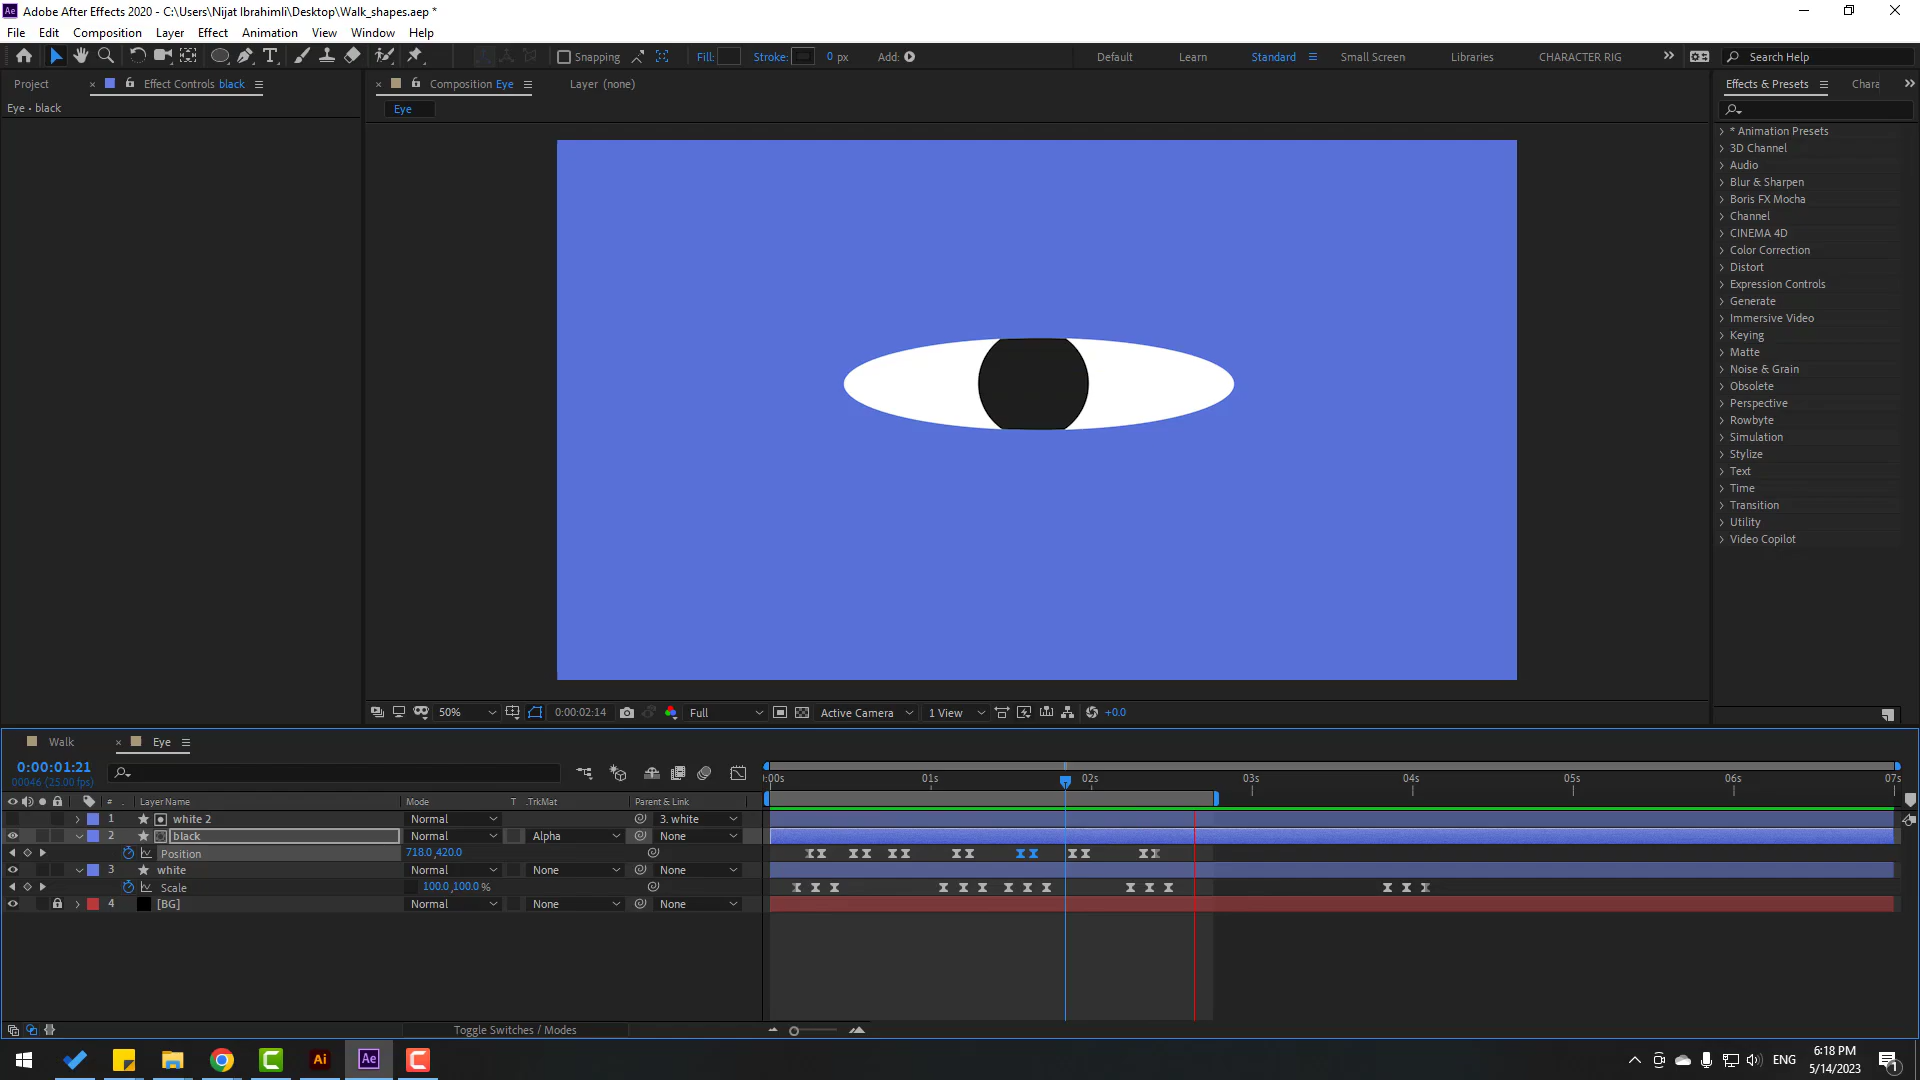 Adobe After Effects 2020 - C:\Users\Nijat Ibrahimli\Desktop\Walk_shapes.aep *
File Edit Composition Layer Effect Animation View Window Help
Snapping Fill: Stroke: 0 px Add: Default Learn Standard Small Screen Libraries CHARACTER RIG Search Help
Project Effect Controls black Composition Eye Layer (none) Effects & Presets Chara
Eye • black
Eye
* Animation Presets
3D Channel
Audio
Blur & Sharpen
Boris FX Mocha
Channel
CINEMA 4D
Color Correction
Distort
Expression Controls
Generate
Immersive Video
Keying
Matte
Noise & Grain
Obsolete
Perspective
Rowbyte
Simulation
Stylize
Text
Time
Transition
Utility
Video Copilot
50% 0:00:02:14 Full Active Camera 1 View +0.0
Walk Eye
0:00:01:21
00046 (25.00 fps)
:00s 01s 02s 03s 04s 05s 06s 07s
# Layer Name Mode T .TrkMat Parent & Link
1 white 2 Normal 3. white
2 black Normal Alpha None
Position 718.0,420.0
3 white Normal None None
Scale 100.0,100.0 %
4 [BG] Normal None None
Toggle Switches / Modes
Ai Ae ENG 6:18 PM
5/14/2023 1